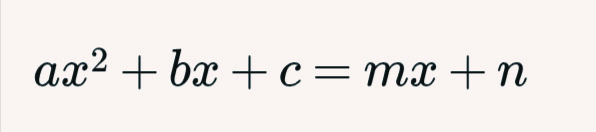 ax² + bx + c = mx + n